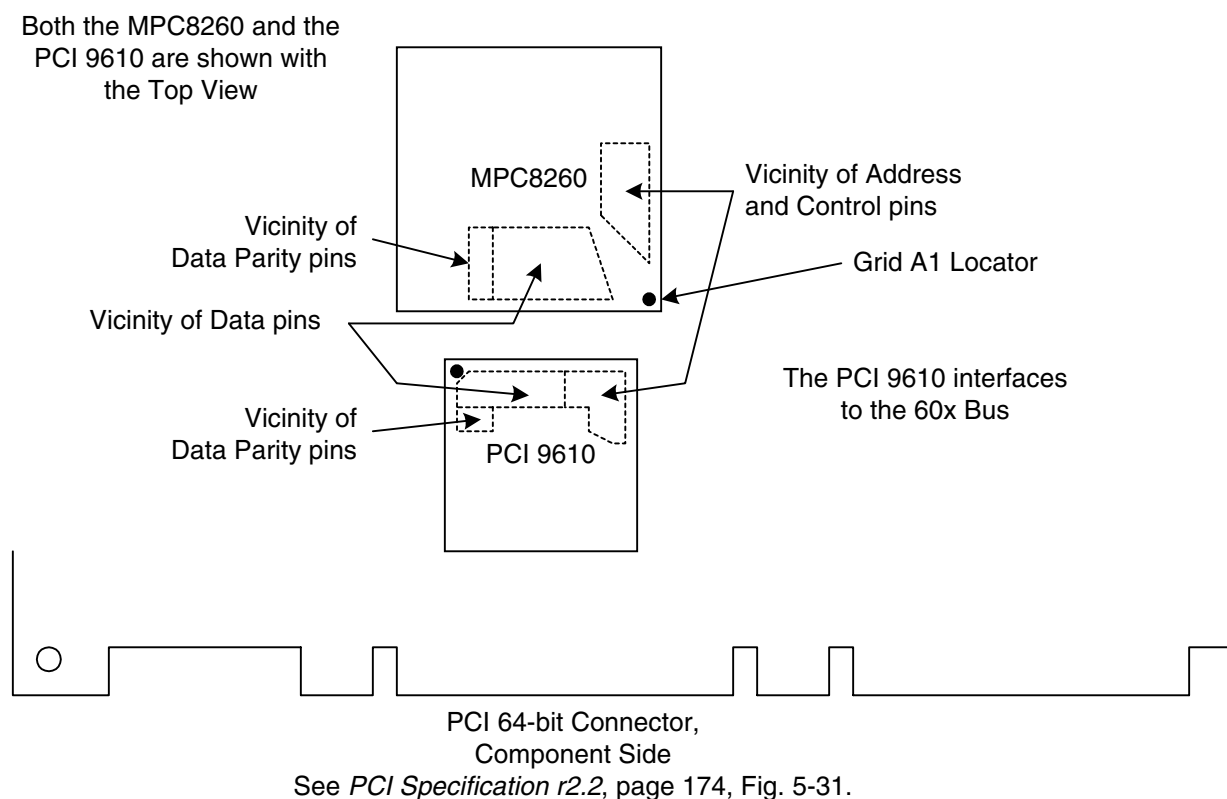 Both the MPC8260 and the
PCI 9610 are shown with
the Top View
MPC8260
Vicinity of Address
and Control pins
Vicinity of
Data Parity pins
Grid A1 Locator
Vicinity of Data pins
The PCI 9610 interfaces
to the 60x Bus
Vicinity of
Data Parity pins
PCI 9610
PCI 64-bit Connector,
Component Side
See PCI Specification r2.2, page 174, Fig. 5-31.